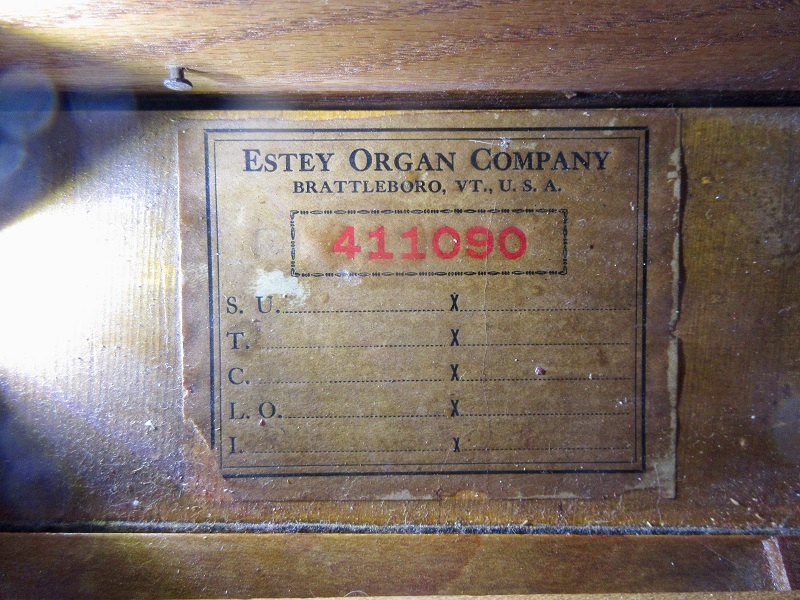 ESTEY ORGAN COMPANY
BRATTLEBORO, VT., U. S. A.
411090
S. U. X
T. X
C. X
L. O. X
I. X